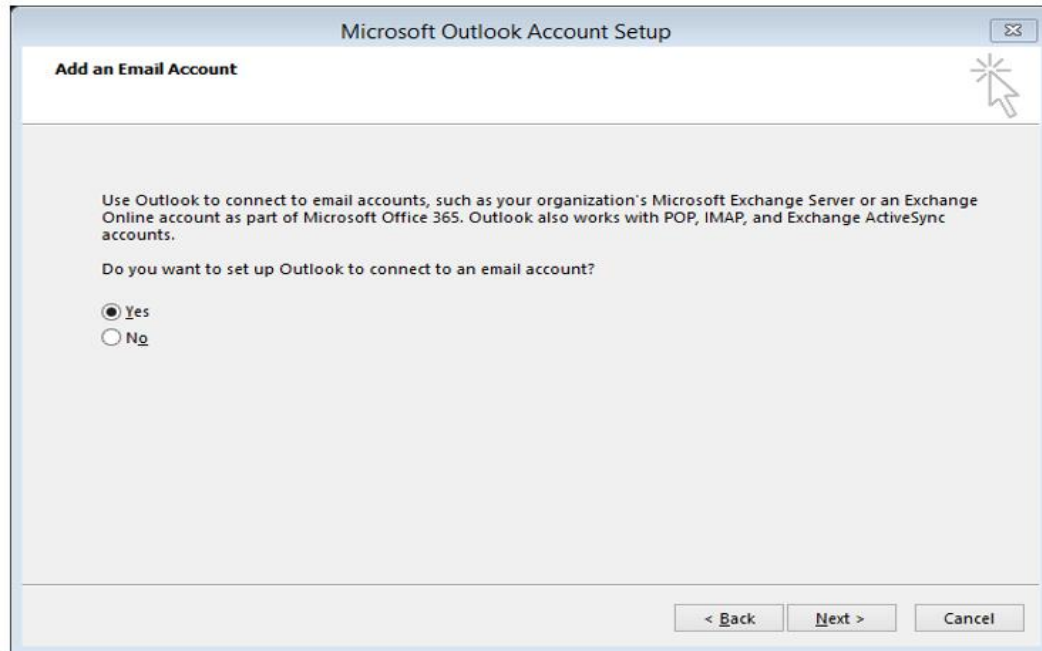 Microsoft Outlook Account Setup
Add an Email Account
Use Outlook to connect to email accounts, such as your organization's Microsoft Exchange Server or an Exchange
Online account as part of Microsoft Office 365. Outlook also works with POP, IMAP, and Exchange ActiveSync
accounts.
Do you want to set up Outlook to connect to an email account?
Yes
No
< Back Next > Cancel